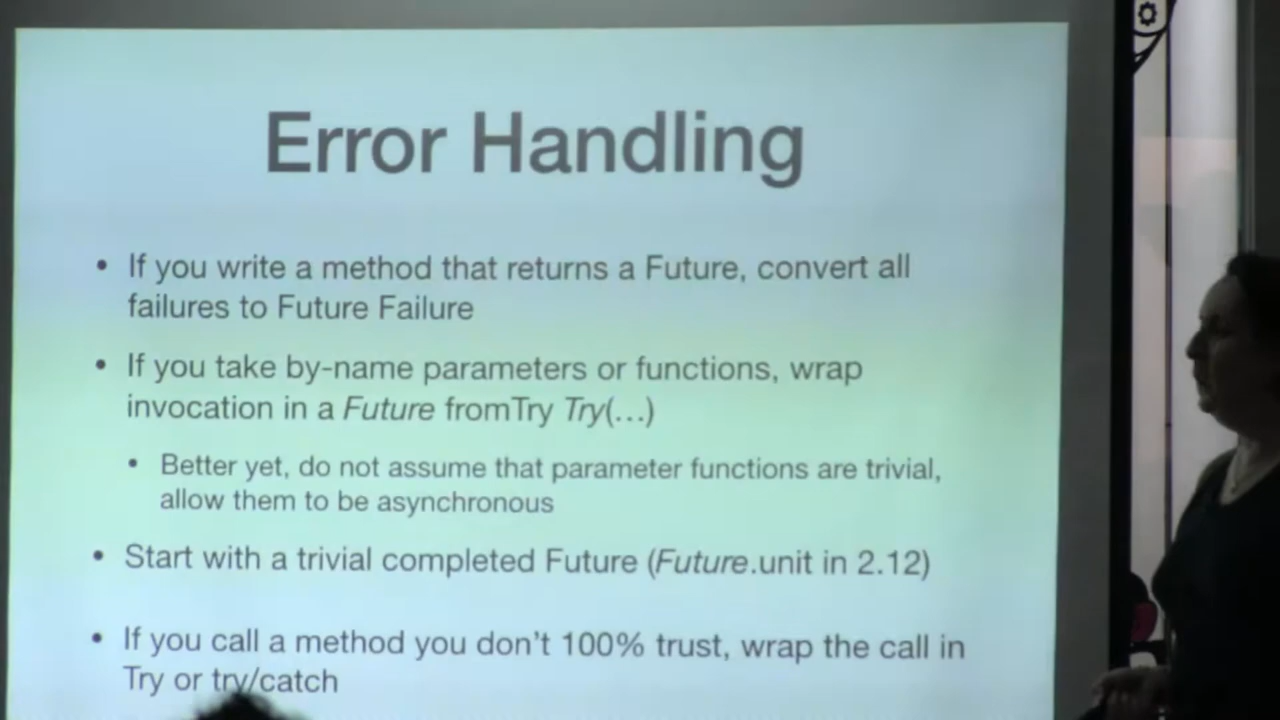 Error Handling
• If you write a method that returns a Future, convert all
failures to Future Failure
• If you take by-name parameters or functions, wrap
invocation in a Future fromTry Try(…)
• Better yet, do not assume that parameter functions are trivial,
allow them to be asynchronous
• Start with a trivial completed Future (Future.unit in 2.12)
• If you call a method you don't 100% trust, wrap the call in
Try or try/catch